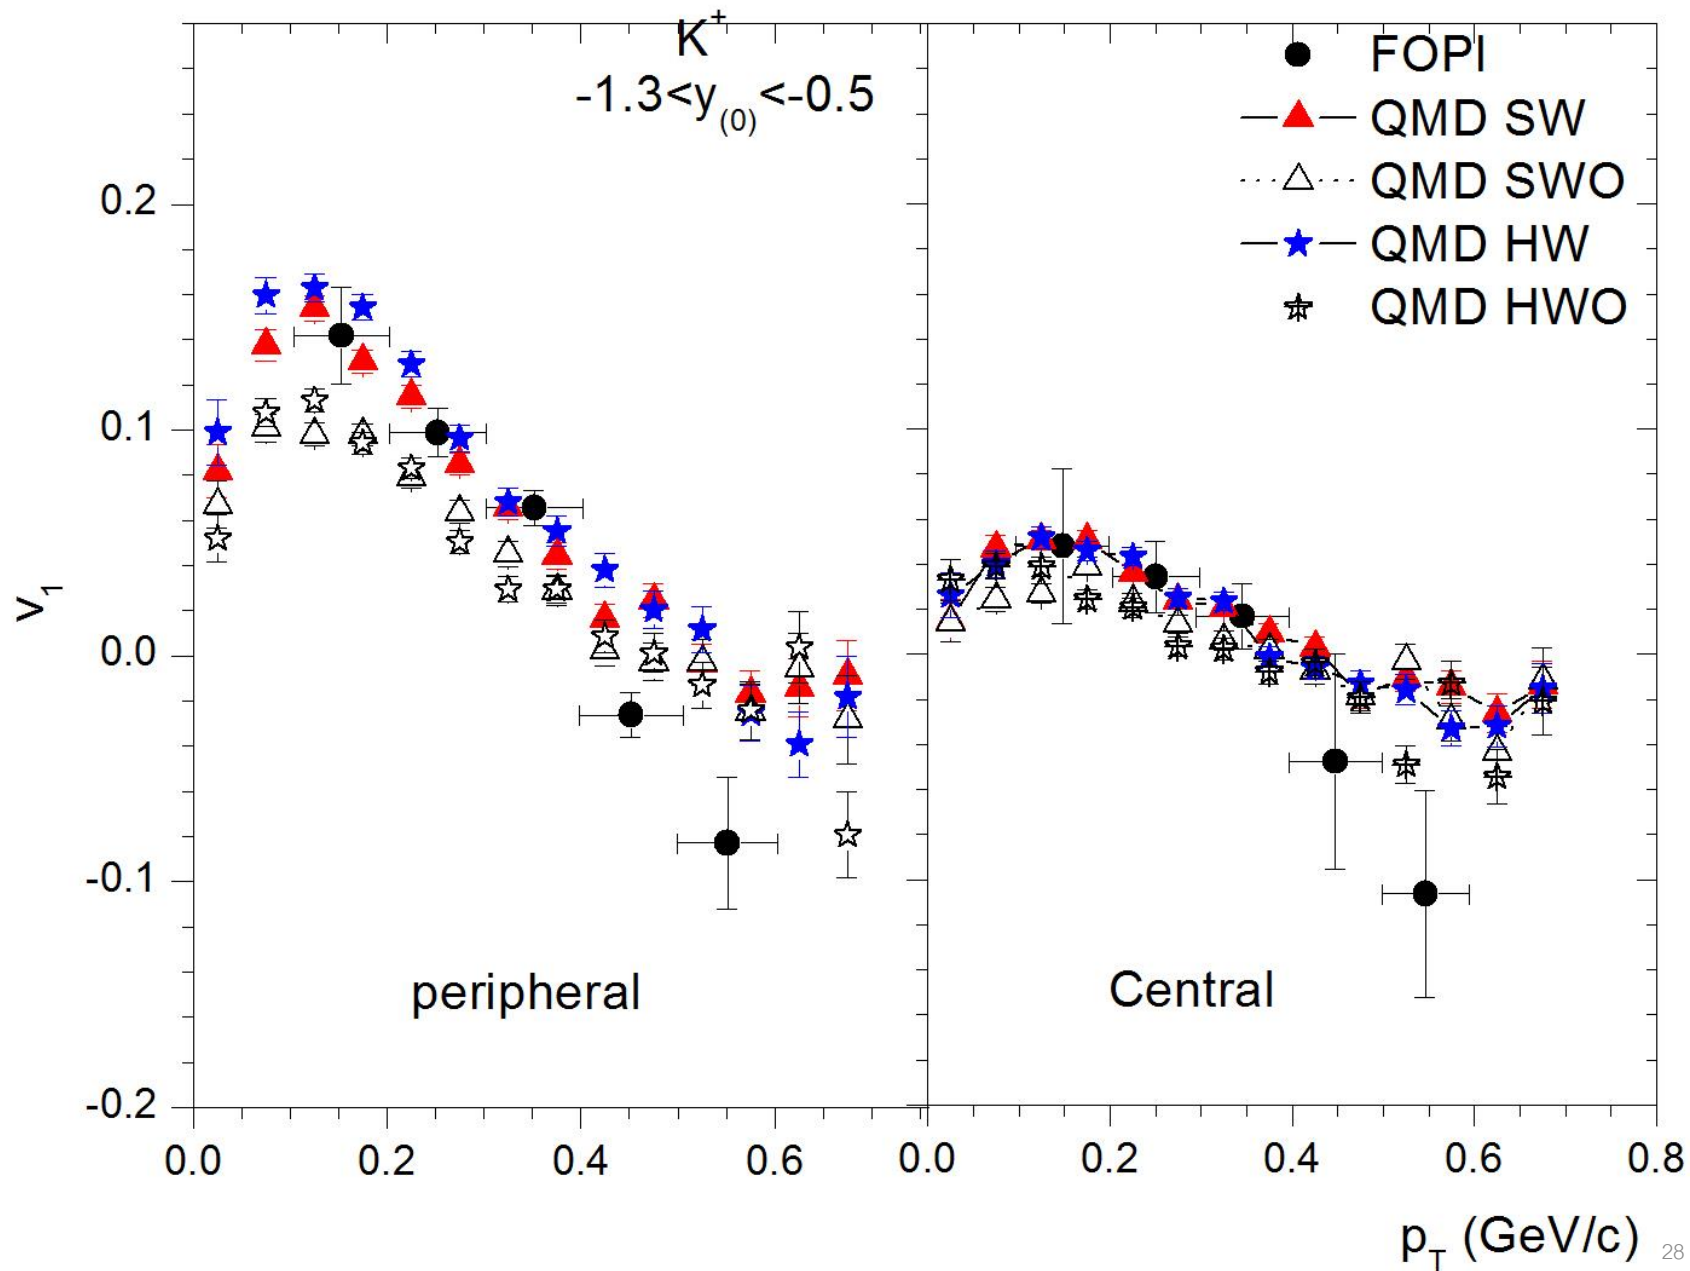 K+
-1.3<y(0)<-0.5
FOPI
QMD SW
QMD SWO
QMD HW
QMD HWO
0.2
0.1
0.0
-0.1
-0.2
v1
peripheral
Central
0.0 0.2 0.4 0.6 0.0 0.2 0.4 0.6 0.8
pT (GeV/c)
28